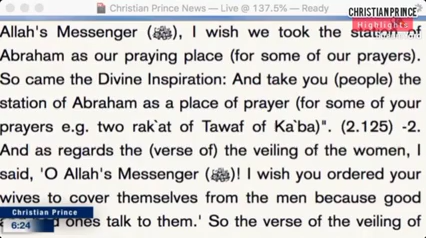 Christian Prince News — Live @ 137.5% — Ready
CHRISTIAN PRINCE
Highlights
Allah's Messenger (ﷺ), I wish we took the station of
Abraham as our praying place (for some of our prayers).
So came the Divine Inspiration: And take you (people) the
station of Abraham as a place of prayer (for some of your
prayers e.g. two rak`at of Tawaf of Ka`ba)". (2.125) -2.
And as regards the (verse of) the veiling of the women, I
said, 'O Allah's Messenger (ﷺ)! I wish you ordered your
wives to cover themselves from the men because good
ones talk to them.' So the verse of the veiling of
Christian Prince
6:24